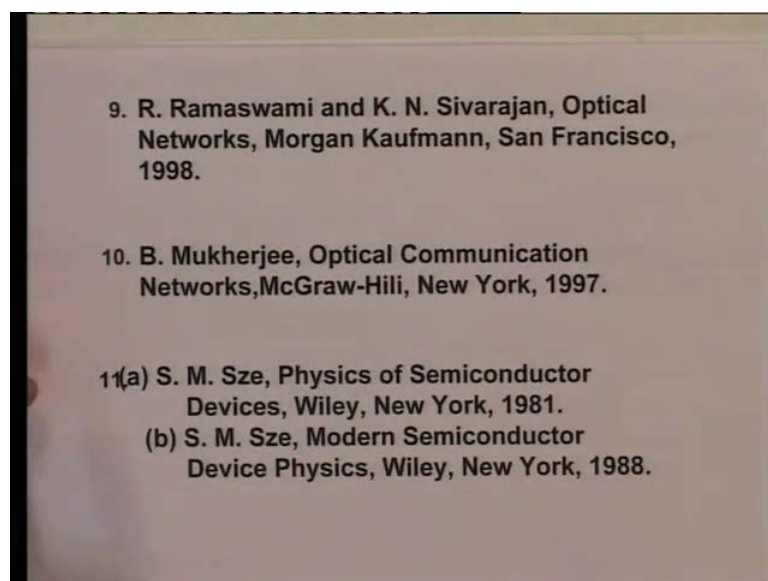 9. R. Ramaswami and K. N. Sivarajan, Optical
Networks, Morgan Kaufmann, San Francisco,
1998.
10. B. Mukherjee, Optical Communication
Networks,McGraw-Hili, New York, 1997.
11(a) S. M. Sze, Physics of Semiconductor
Devices, Wiley, New York, 1981.
(b) S. M. Sze, Modern Semiconductor
Device Physics, Wiley, New York, 1988.